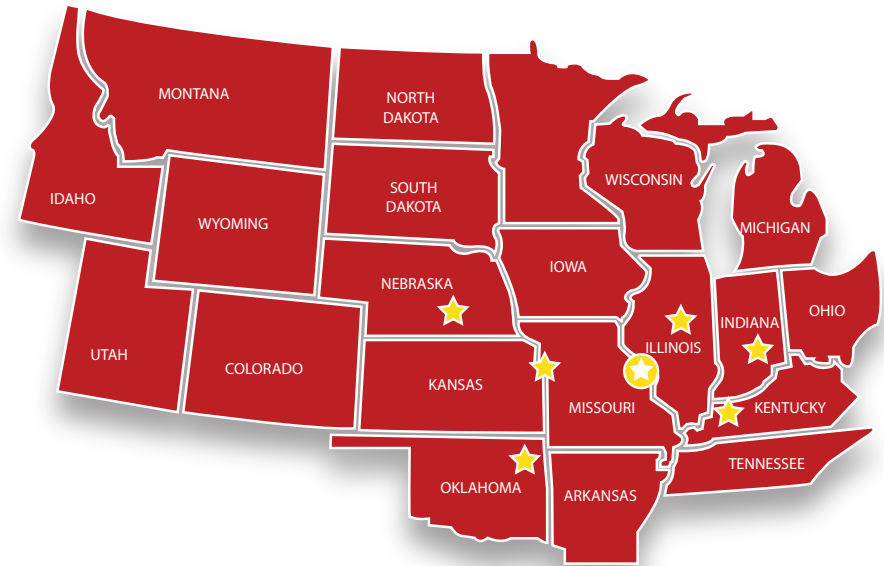 MONTANA
NORTH
DAKOTA
IDAHO
SOUTH
DAKOTA
WISCONSIN
WYOMING
MICHIGAN
IOWA
NEBRASKA
OHIO
INDIANA
ILLINOIS
UTAH
COLORADO
KANSAS
MISSOURI
KENTUCKY
TENNESSEE
OKLAHOMA
ARKANSAS